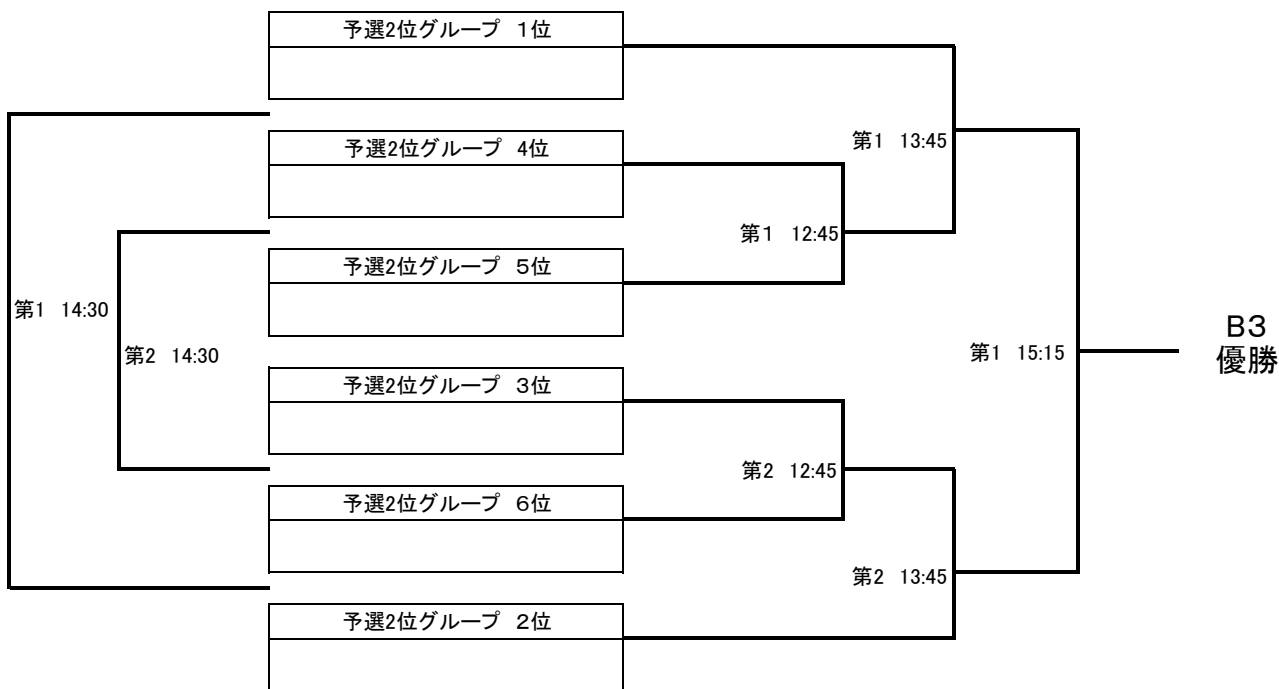 予選2位グループ　1位
第1　13:45
予選2位グループ　4位
第1　12:45
予選2位グループ　5位
第1　14:30
第2　14:30
第1　15:15
B3
優勝
予選2位グループ　3位
第2　12:45
予選2位グループ　6位
第2　13:45
予選2位グループ　2位